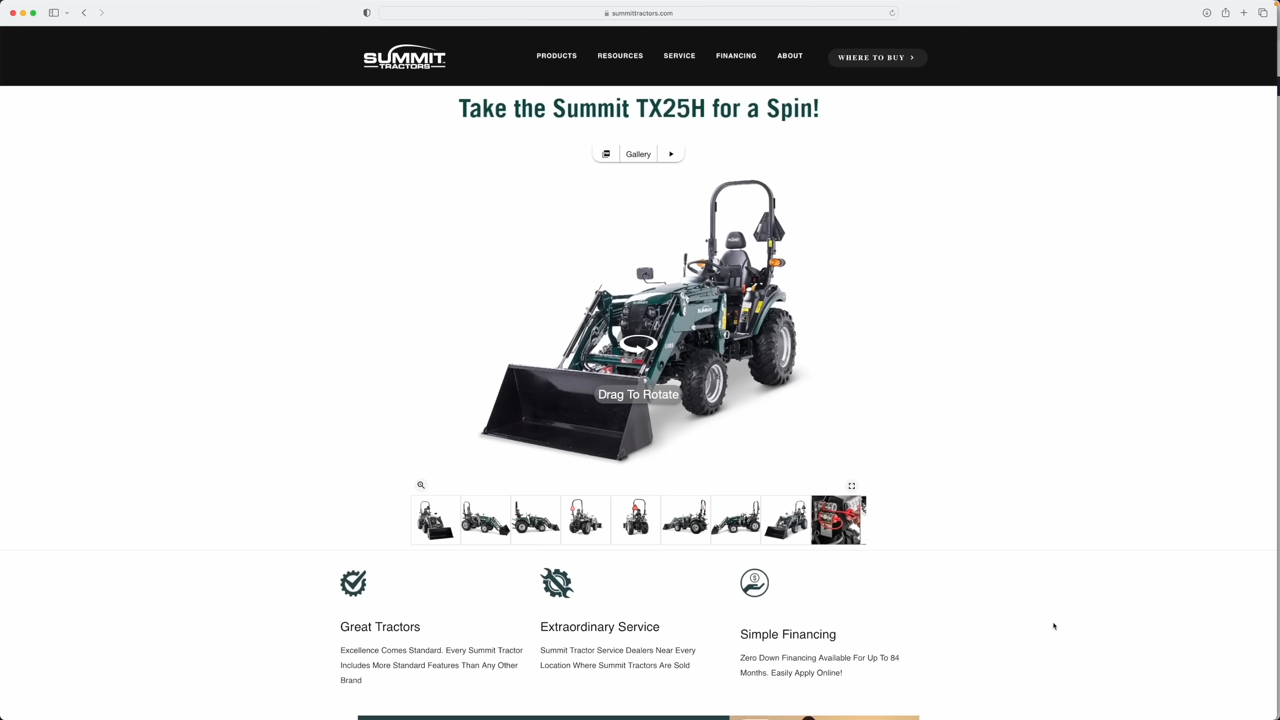 summittractors.com
SUMMIT
TRACTORS
PRODUCTS
RESOURCES
SERVICE
FINANCING
ABOUT
WHERE TO BUY
Take the Summit TX25H for a Spin!
Gallery
SUMMIT
Drag To Rotate
Great Tractors
Excellence Comes Standard. Every Summit Tractor
Includes More Standard Features Than Any Other
Brand
Extraordinary Service
Summit Tractor Service Dealers Near Every
Location Where Summit Tractors Are Sold
Simple Financing
Zero Down Financing Available For Up To 84
Months. Easily Apply Online!